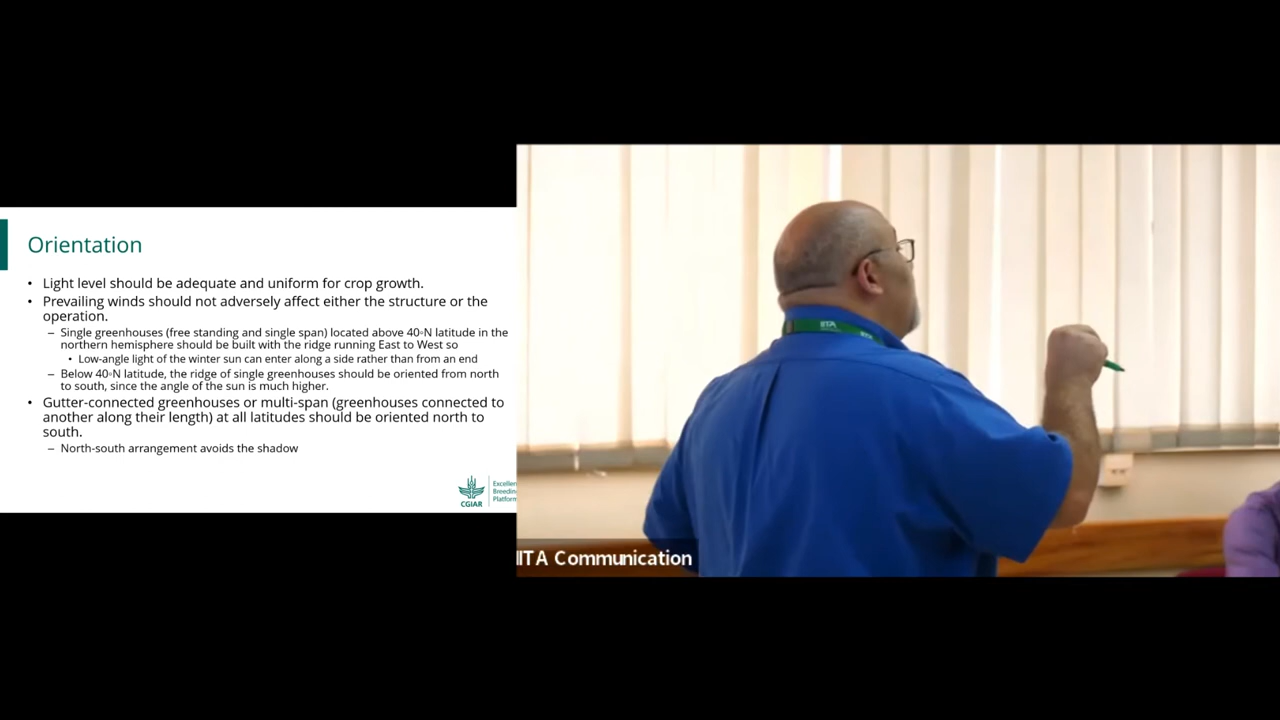 Orientation
• Light level should be adequate and uniform for crop growth.
• Prevailing winds should not adversely affect either the structure or the
operation.
– Single greenhouses (free standing and single span) located above 40◦N latitude in the
northern hemisphere should be built with the ridge running East to West so
• Low-angle light of the winter sun can enter along a side rather than from an end
– Below 40◦N latitude, the ridge of single greenhouses should be oriented from north
to south, since the angle of the sun is much higher.
• Gutter-connected greenhouses or multi-span (greenhouses connected to
another along their length) at all latitudes should be oriented north to
south.
– North-south arrangement avoids the shadow
CGIAR
Excellen
Breeding
Platform
IITA
IITA Communication